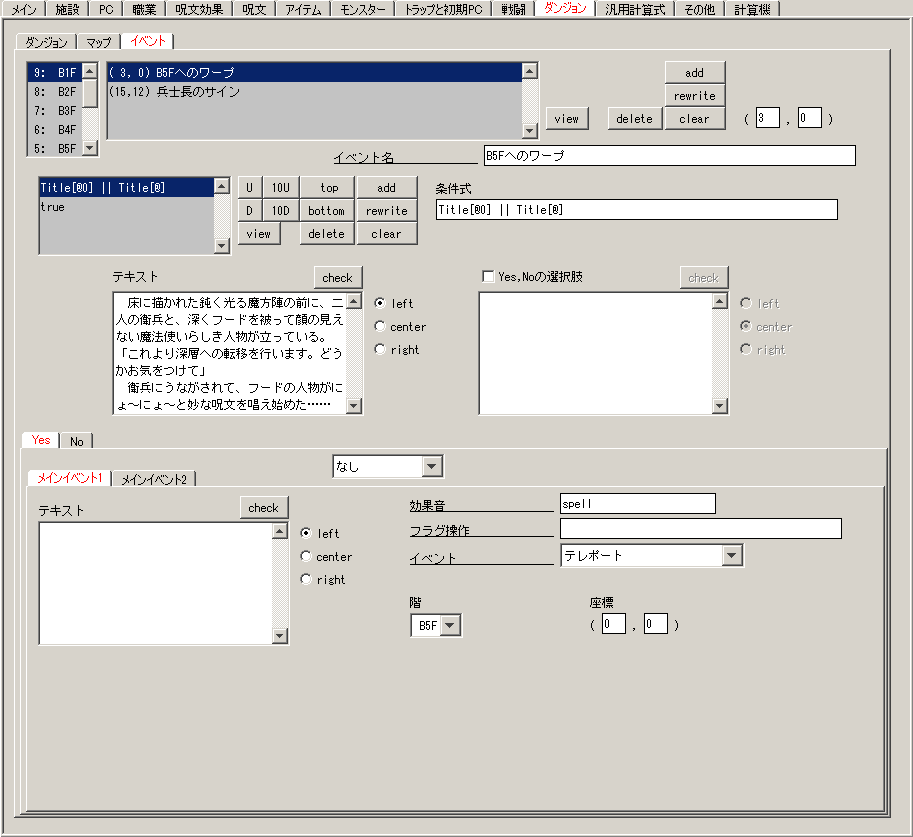 メイン 施設 PC 職業 呪文効果 呪文 アイテム モンスター トラップと初期PC 戦闘 ダンジョン 汎用計算式 その他 計算機
ダンジョン マップ イベント
9: B1F
8: B2F
7: B3F
6: B4F
5: B5F
( 3, 0) B5Fへのワープ
(15,12) 兵士長のサイン
add
rewrite
view delete clear ( 3 , 0 )
イベント名 B5Fへのワープ
Title[@0] || Title[@]
true
U 10U top add
D 10D bottom rewrite
view delete clear
条件式
Title[@0] || Title[@]
テキスト check
床に描かれた鈍く光る魔方陣の前に、二
人の衛兵と、深くフードを被って顔の見え
ない魔法使いらしき人物が立っている。
「これより深層への転移を行います。どう
かお気をつけて」
衛兵にうながされて、フードの人物がに
ょ～にょ～と妙な呪文を唱え始めた……
left
center
right
Yes,Noの選択肢 check
left
center
right
Yes No
なし
メインイベント1 メインイベント2
テキスト check
left
center
right
効果音 spell
フラグ操作
イベント テレポート
階 座標
B5F ( 0 , 0 )